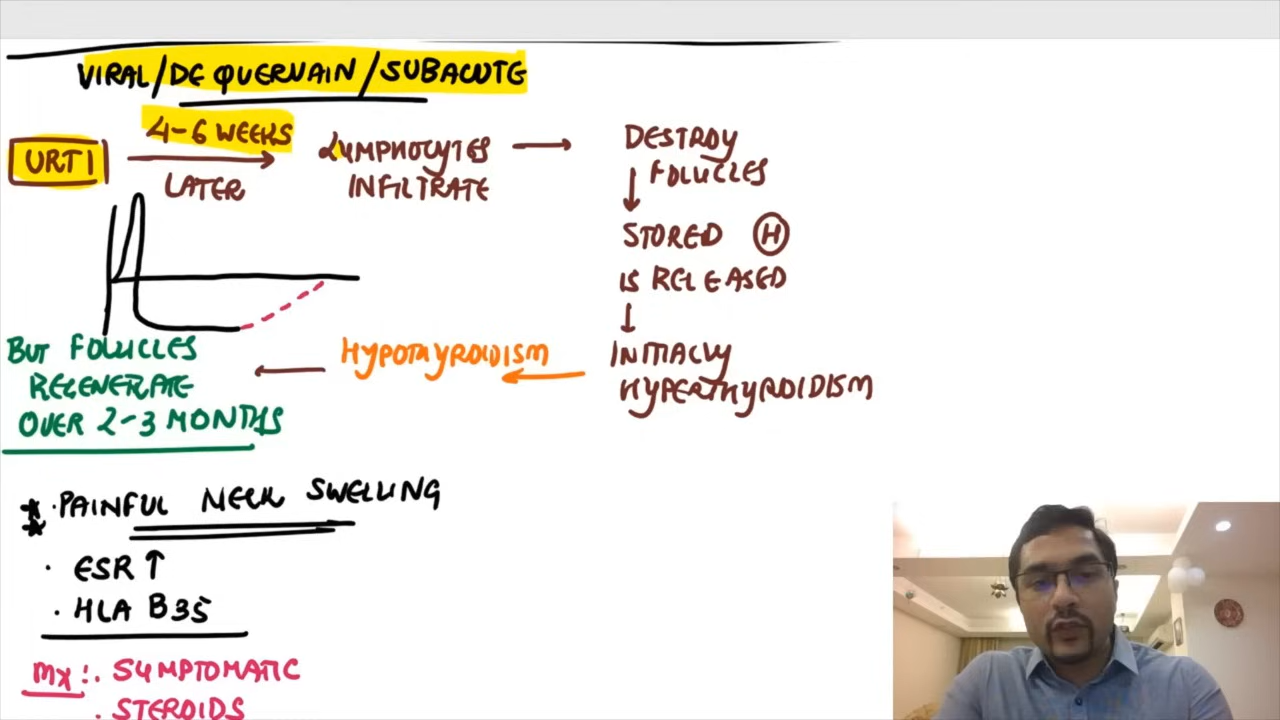 VIRAL/DE QUERVAIN/SUBACUTE
URTI
4-6 WEEKS
LATER
LYMPHOCYTES
INFILTRATE
DESTROY
FOLLICLES
STORED H
IS RELEASED
INITIALLY
HYPERTHYROIDISM
HYPOTHYROIDISM
BUT FOLLICLES
REGENERATE
OVER 2-3 MONTHS
** · PAINFUL NECK SWELLING
· ESR ↑
· HLA B35
Mx :· SYMPTOMATIC
· STEROIDS